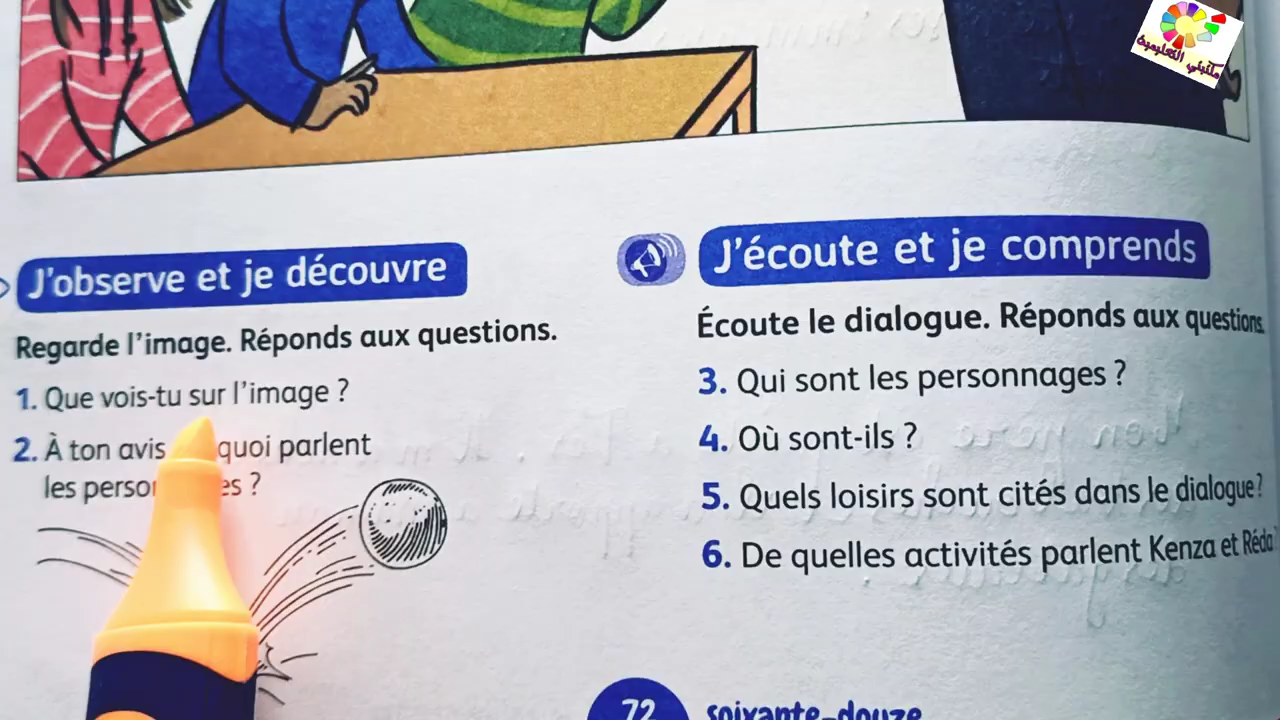 مكتبتي التعليمية
J'observe et je découvre
Regarde l'image. Réponds aux questions.
1. Que vois-tu sur l'image ?
2. À ton avis quoi parlent
les ?
J'écoute et je comprends
Écoute le dialogue. Réponds aux questions.
3. Qui sont les personnages ?
4. Où sont-ils ?
5. Quels loisirs sont cités dans le dialogue ?
6. De quelles activités parlent Kenza et Réda
72 soixante-douze